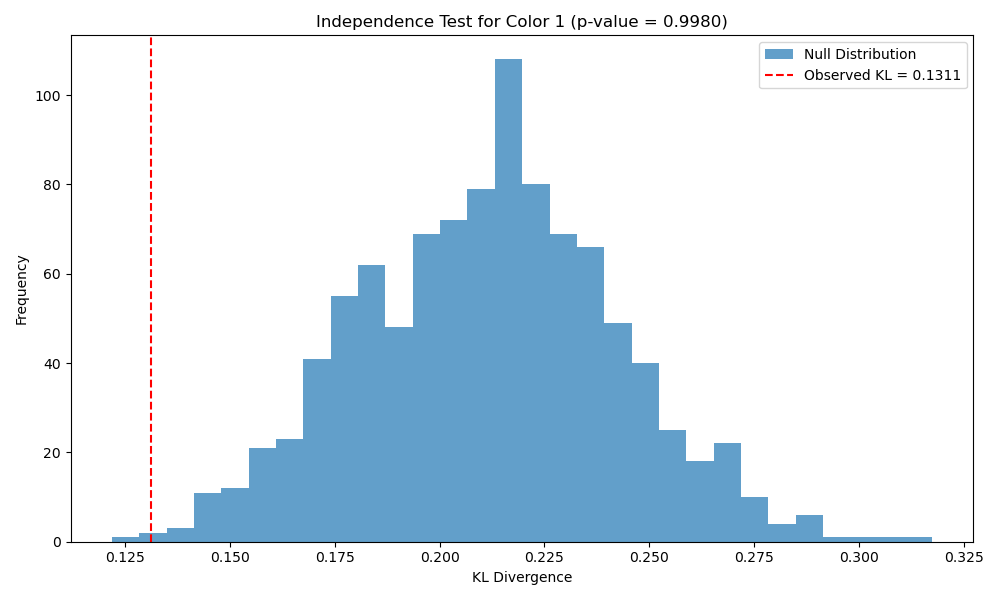 Independence Test for Color 1 (p-value = 0.9980)
Null Distribution
Observed KL = 0.1311
Frequency
100
80
60
40
20
0
0.125 0.150 0.175 0.200 0.225 0.250 0.275 0.300 0.325
KL Divergence